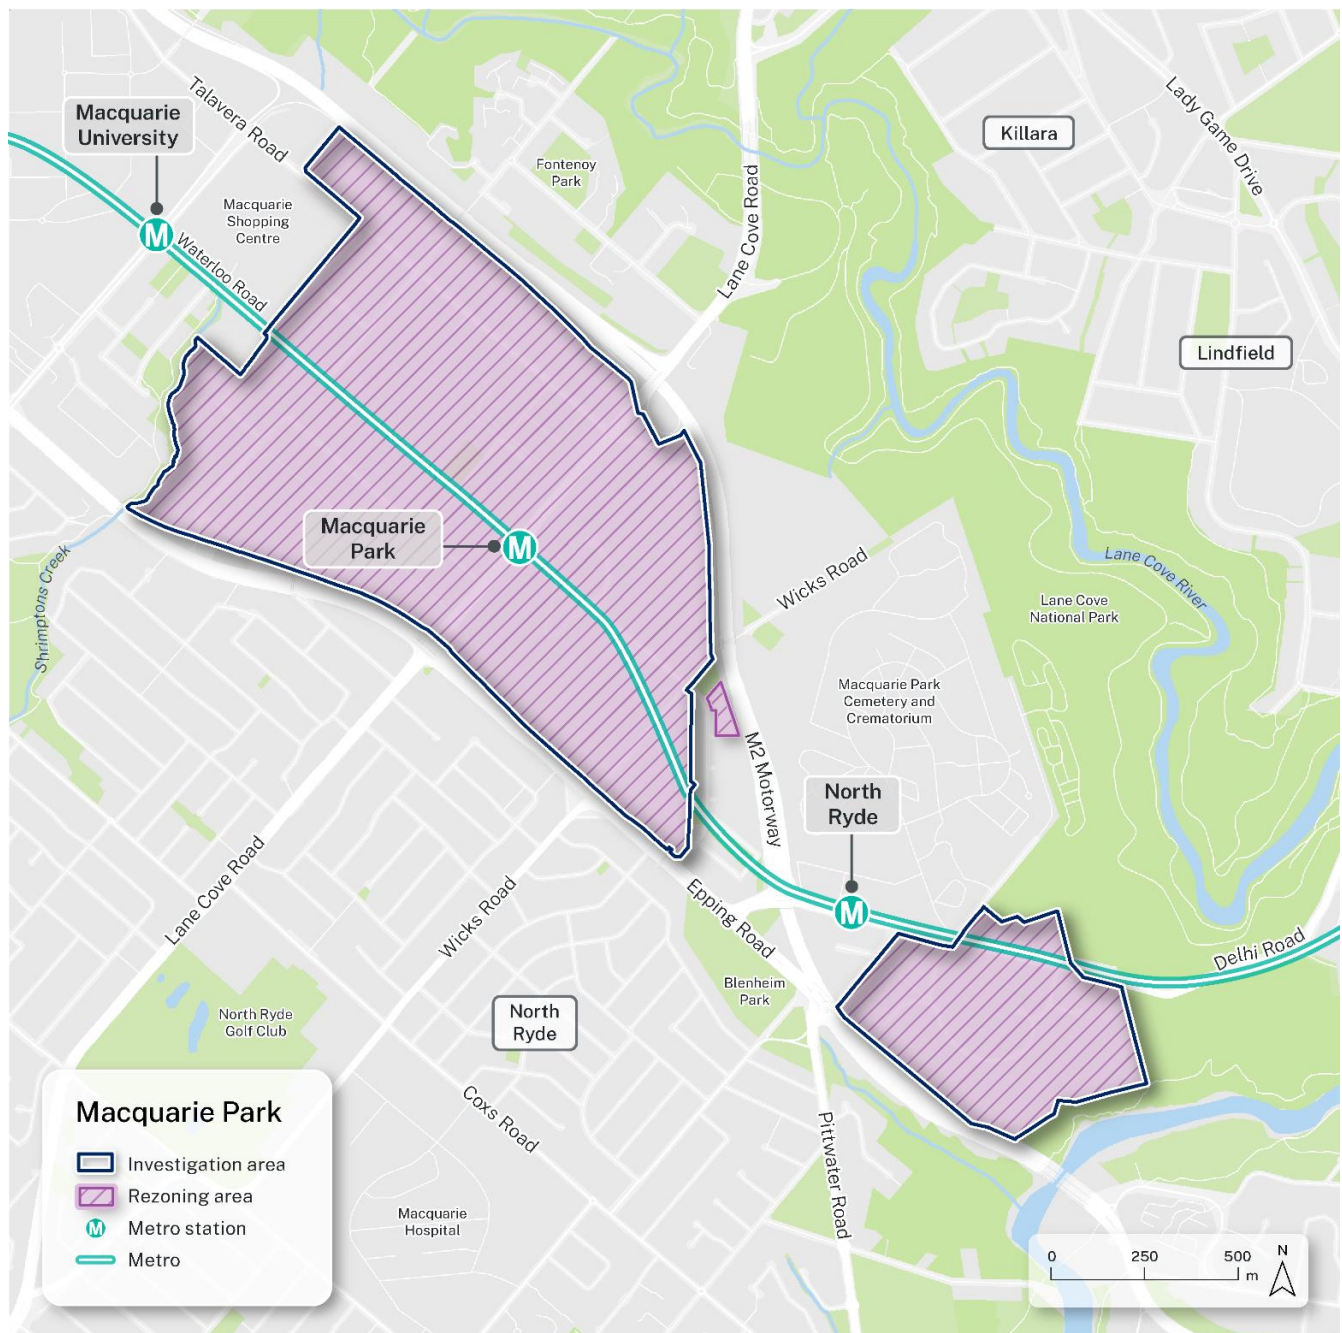 Talavera Road
Macquarie
University
M
Waterloo Road
Macquarie
Shopping
Centre
Fontenoy
Park
Lane Cove Road
Killara
Lady Game Drive
Lindfield
Macquarie
Park
M
Shrimptons Creek
Wicks Road
Lane Cove River
Lane Cove
National Park
Macquarie Park
Cemetery and
Crematorium
M2 Motorway
North
Ryde
M
Lane Cove Road
Wicks Road
Epping Road
Delhi Road
Blenheim
Park
North Ryde
Golf Club
North
Ryde
Coxs Road
Pittwater Road
Macquarie
Hospital
Macquarie Park
Investigation area
Rezoning area
M Metro station
Metro
0 250 500 m
N